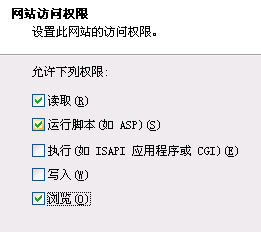 网站访问权限
设置此网站的访问权限。
允许下列权限:
读取(R)
运行脚本(如 ASP)(S)
执行(如 ISAPI 应用程序或 CGI)(E)
写入(W)
浏览(O)